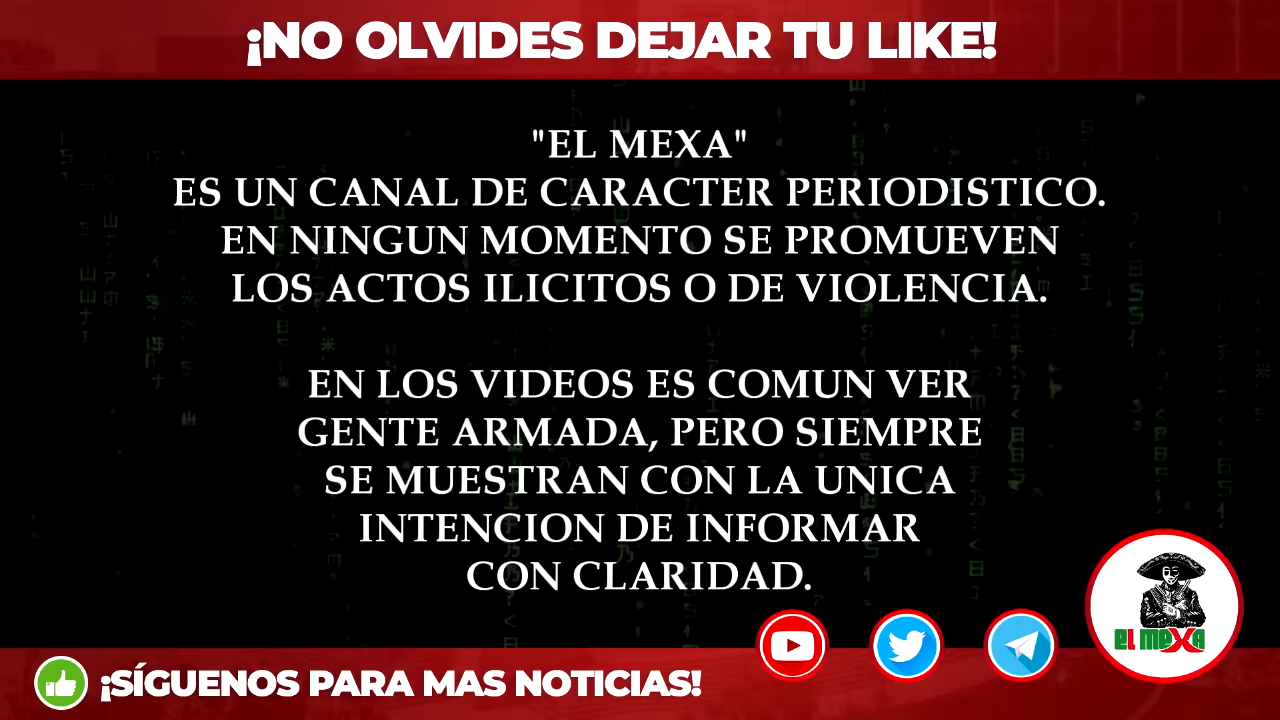 ¡NO OLVIDES DEJAR TU LIKE!
"EL MEXA"
ES UN CANAL DE CARACTER PERIODISTICO.
EN NINGUN MOMENTO SE PROMUEVEN
LOS ACTOS ILICITOS O DE VIOLENCIA.
EN LOS VIDEOS ES COMUN VER
GENTE ARMADA, PERO SIEMPRE
SE MUESTRAN CON LA UNICA
INTENCION DE INFORMAR
CON CLARIDAD.
EL MEXA
¡SÍGUENOS PARA MAS NOTICIAS!